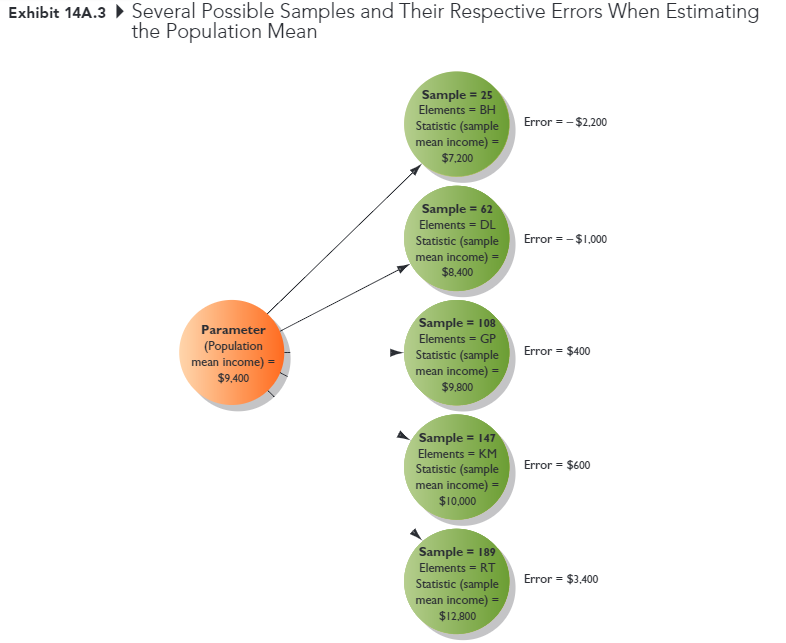 Exhibit 14A.3 ▶ Several Possible Samples and Their Respective Errors When Estimating
the Population Mean
Parameter
(Population
mean income) =
$9,400
Sample = 25
Elements = BH
Statistic (sample
mean income) =
$7,200
Error = – $2,200
Sample = 62
Elements = DL
Statistic (sample
mean income) =
$8,400
Error = – $1,000
Sample = 108
Elements = GP
Statistic (sample
mean income) =
$9,800
Error = $400
Sample = 147
Elements = KM
Statistic (sample
mean income) =
$10,000
Error = $600
Sample = 189
Elements = RT
Statistic (sample
mean income) =
$12,800
Error = $3,400